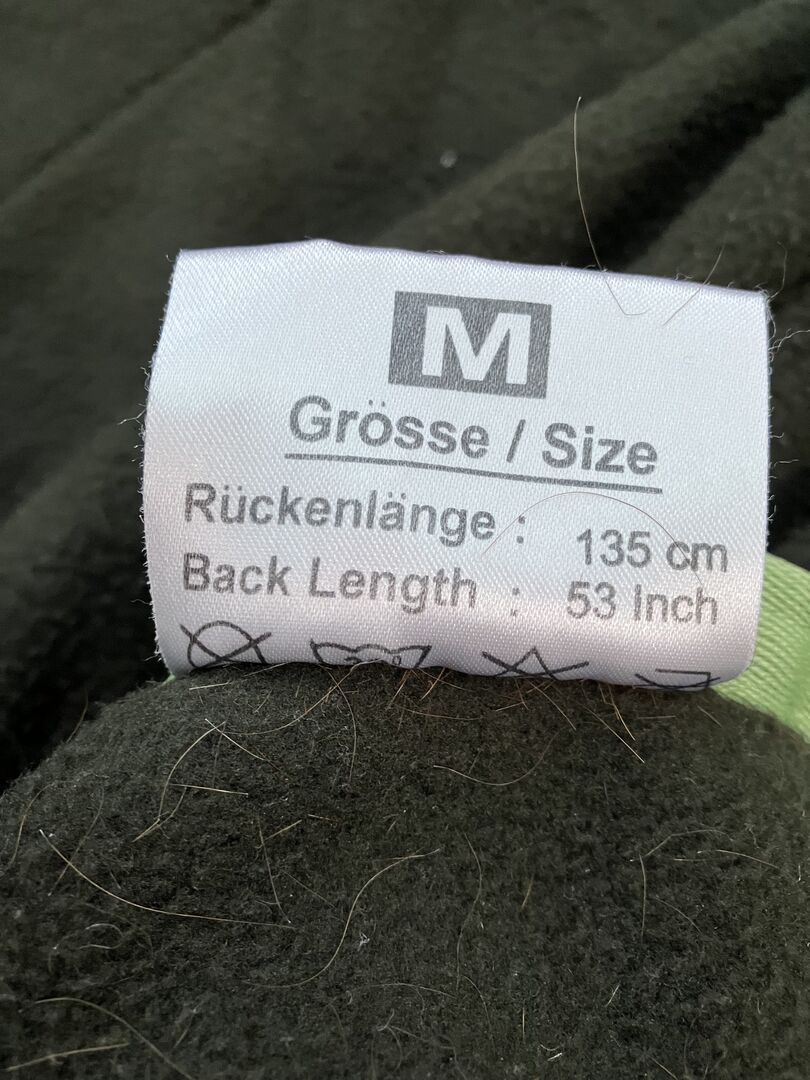 M
Grösse / Size
Rückenlänge : 135 cm
Back Length : 53 Inch